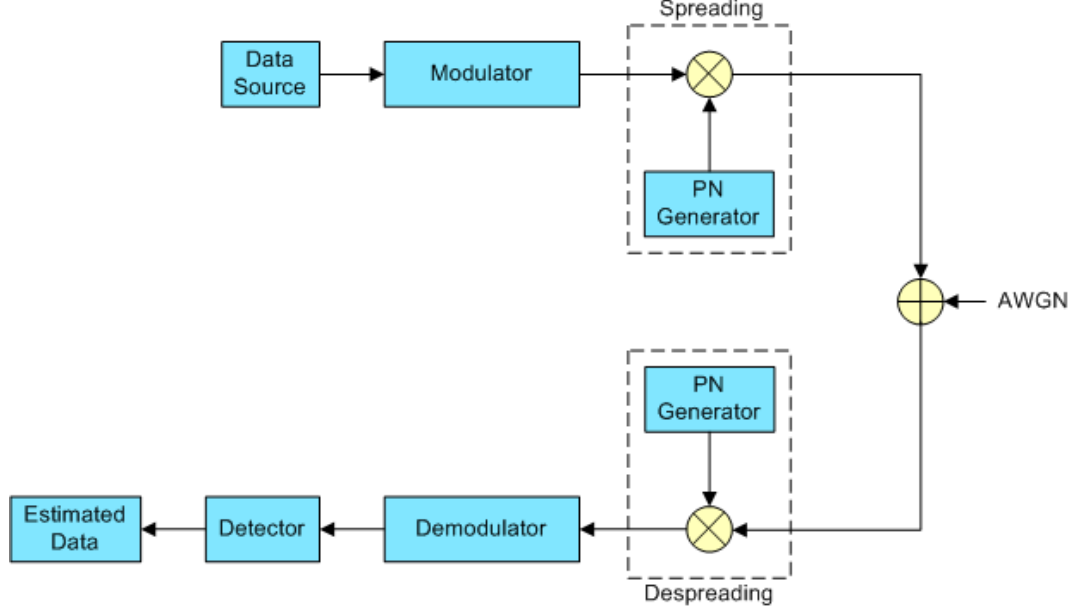 Spreading
Data
Source
Modulator
PN
Generator
AWGN
PN
Generator
Estimated
Data
Detector
Demodulator
Despreading